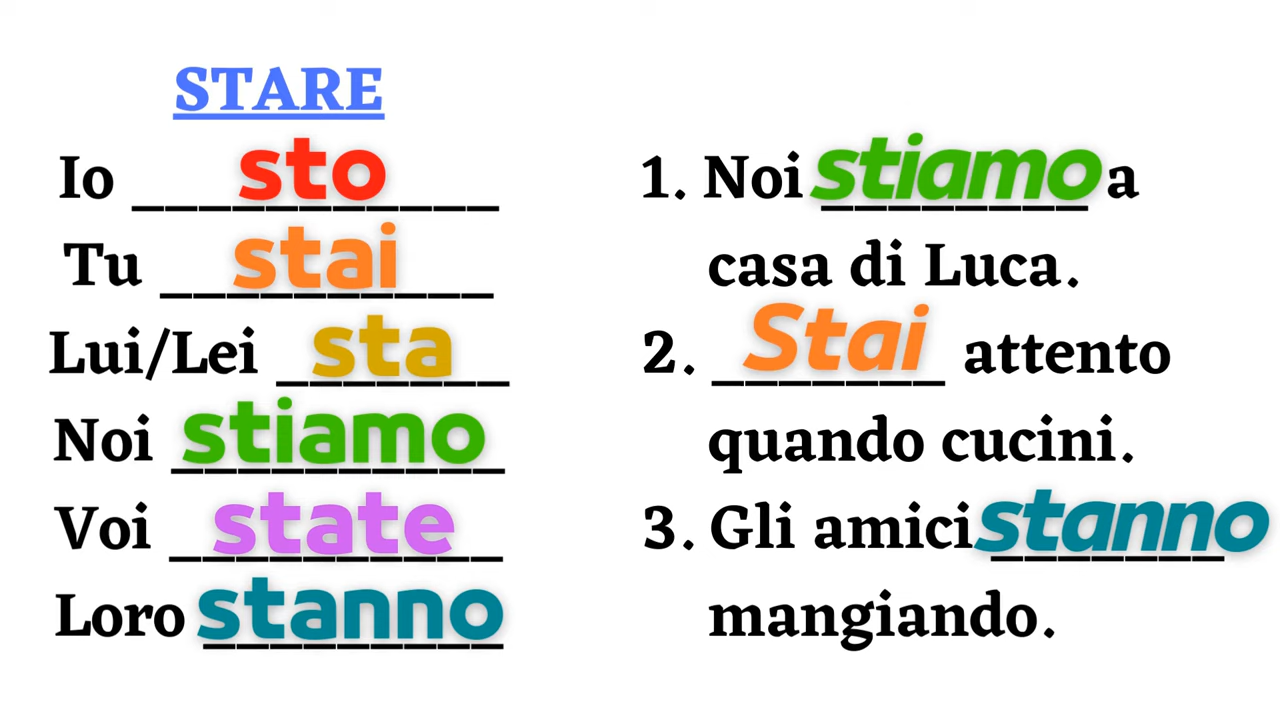 STARE
Io sto
Tu stai
Lui/Lei sta
Noi stiamo
Voi state
Loro stanno
1. Noi stiamo a
casa di Luca.
2. Stai attento
quando cucini.
3. Gli amici stanno
mangiando.